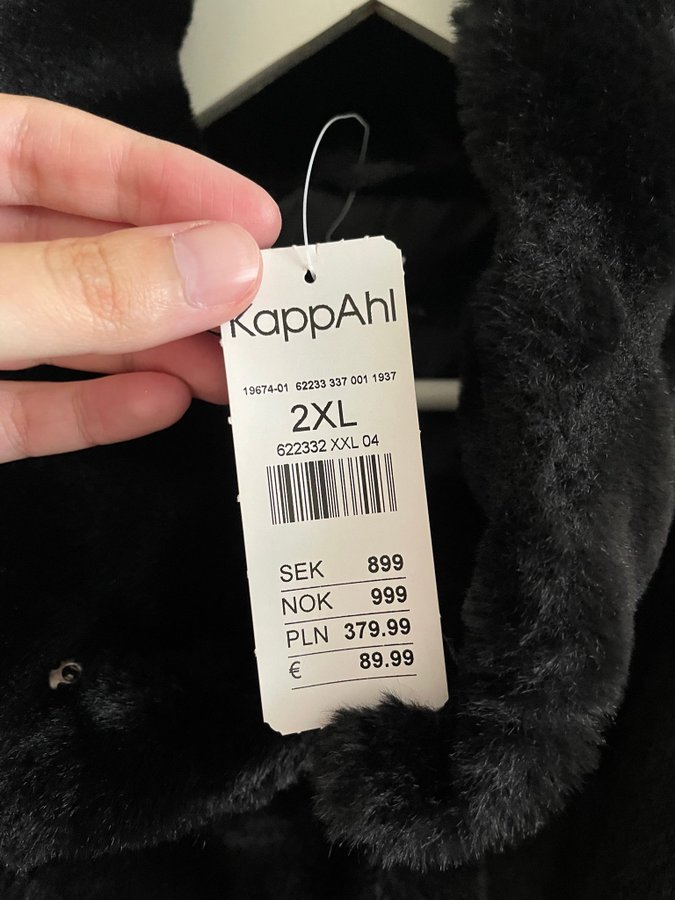 KappAhl
19674-01 62233 337 001 1937
2XL
622332 XXL 04
SEK 899
NOK 999
PLN 379.99
€ 89.99